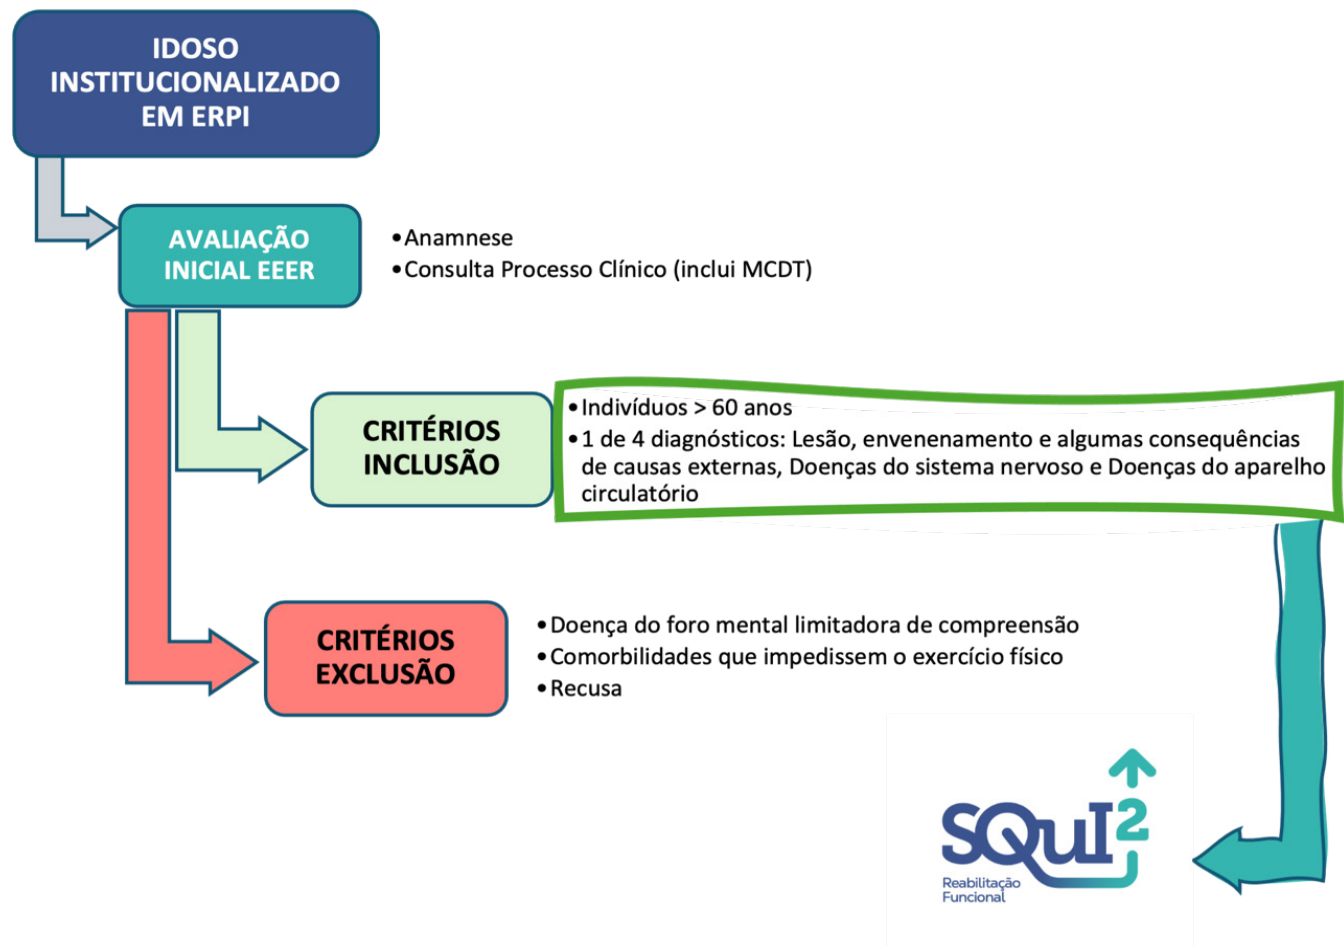 IDOSO
INSTITUCIONALIZADO
EM ERPI
AVALIAÇÃO
INICIAL EEER
•Anamnese
•Consulta Processo Clínico (inclui MCDT)
CRITÉRIOS
INCLUSÃO
•Indivíduos > 60 anos
•1 de 4 diagnósticos: Lesão, envenenamento e algumas consequências
de causas externas, Doenças do sistema nervoso e Doenças do aparelho
circulatório
CRITÉRIOS
EXCLUSÃO
•Doença do foro mental limitadora de compreensão
•Comorbilidades que impedissem o exercício físico
•Recusa
SQuI2
Reabilitação
Funcional